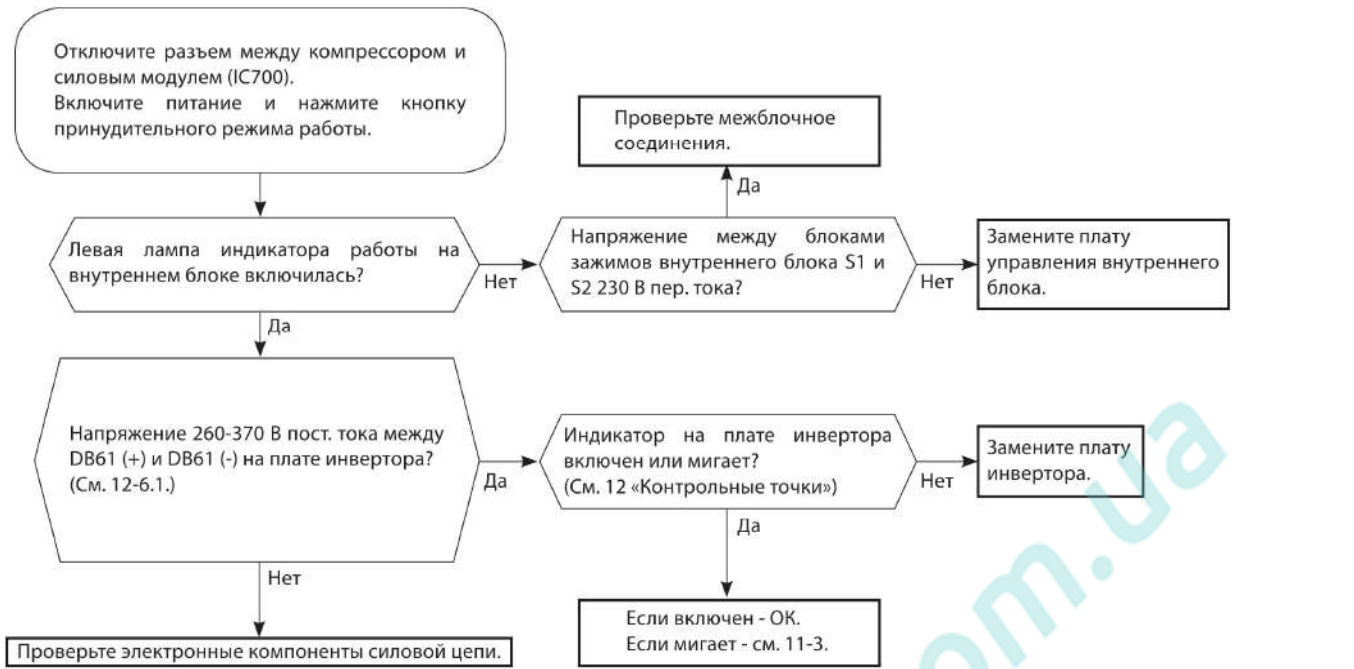 Отключите разъем между компрессором и
силовым модулем (IC700).
Включите питание и нажмите кнопку
принудительного режима работы.
Проверьте межблочное
соединения.
Да
Левая лампа индикатора работы на
внутреннем блоке включилась?
Нет
Напряжение между блоками
зажимов внутреннего блока S1 и
S2 230 В пер. тока?
Нет
Замените плату
управления внутреннего
блока.
Да
Напряжение 260-370 В пост. тока между
DB61 (+) и DB61 (-) на плате инвертора?
(См. 12-6.1.)
Да
Индикатор на плате инвертора
включен или мигает?
(См. 12 «Контрольные точки»)
Нет
Замените плату
инвертора.
Да
Нет
Если включен - ОК.
Если мигает - см. 11-3.
Проверьте электронные компоненты силовой цепи.
om.ua